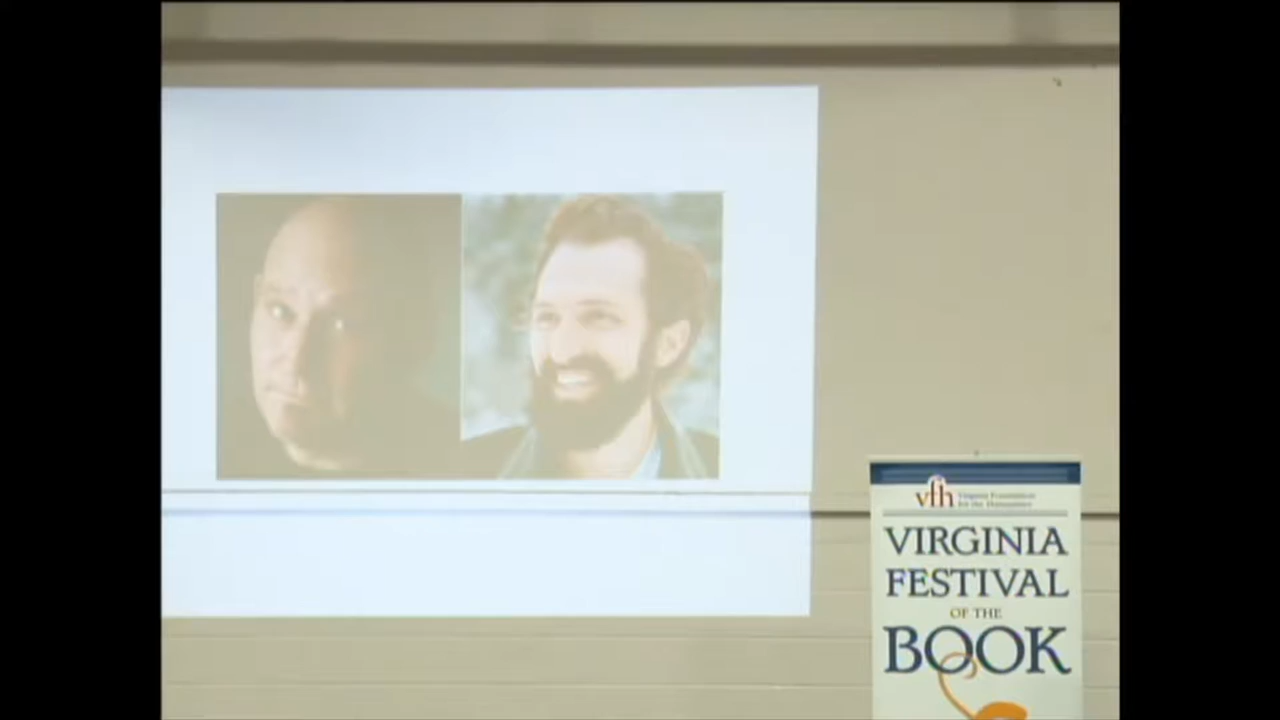 vfh
Virginia Foundation
for the Humanities
VIRGINIA
FESTIVAL
OF THE
BOOK